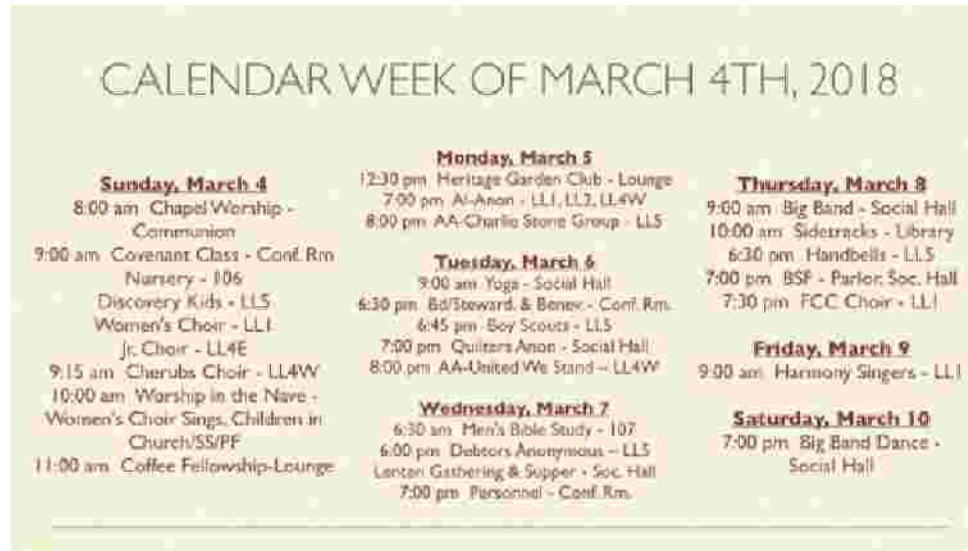 CALENDAR WEEK OF MARCH 4TH, 2018
Sunday, March 4
8:00 am Chapel Worship -
Communion
9:00 am Covenant Class - Conf. Rm
Nursery - 106
Discovery Kids - LL5
Women's Choir - LL1
Jr. Choir - LL4E
9:15 am Cherubs Choir - LL4W
10:00 am Worship in the Nave -
Women's Choir Sings, Children in
Church/SS/PF
11:00 am Coffee Fellowship-Lounge
Monday, March 5
12:30 pm Heritage Garden Club - Lounge
7:00 pm Al-Anon - LL1, LL2, LL4W
8:00 pm AA-Charlie Stone Group - LL5
Tuesday, March 6
9:00 am Yoga - Social Hall
6:30 pm Bd/Steward. & Benev. - Conf. Rm.
6:45 pm Boy Scouts - LL5
7:00 pm Quilters Anon - Social Hall
8:00 pm AA-United We Stand – LL4W
Wednesday, March 7
6:30 am Men's Bible Study - 107
6:00 pm Debtors Anonymous – LL5
Lenten Gathering & Supper - Soc. Hall
7:00 pm Personnel - Conf. Rm.
Thursday, March 8
9:00 am Big Band - Social Hall
10:00 am Sidetracks - Library
6:30 pm Handbells - LL5
7:00 pm BSF - Parlor, Soc. Hall
7:30 pm FCC Choir - LL1
Friday, March 9
9:00 am Harmony Singers - LL1
Saturday, March 10
7:00 pm Big Band Dance -
Social Hall